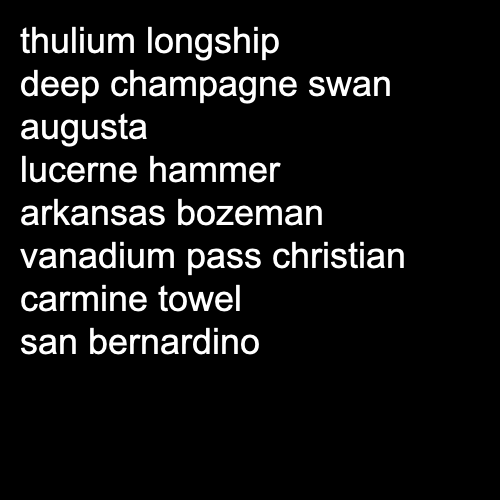 thulium longship
deep champagne swan
augusta
lucerne hammer
arkansas bozeman
vanadium pass christian
carmine towel
san bernardino